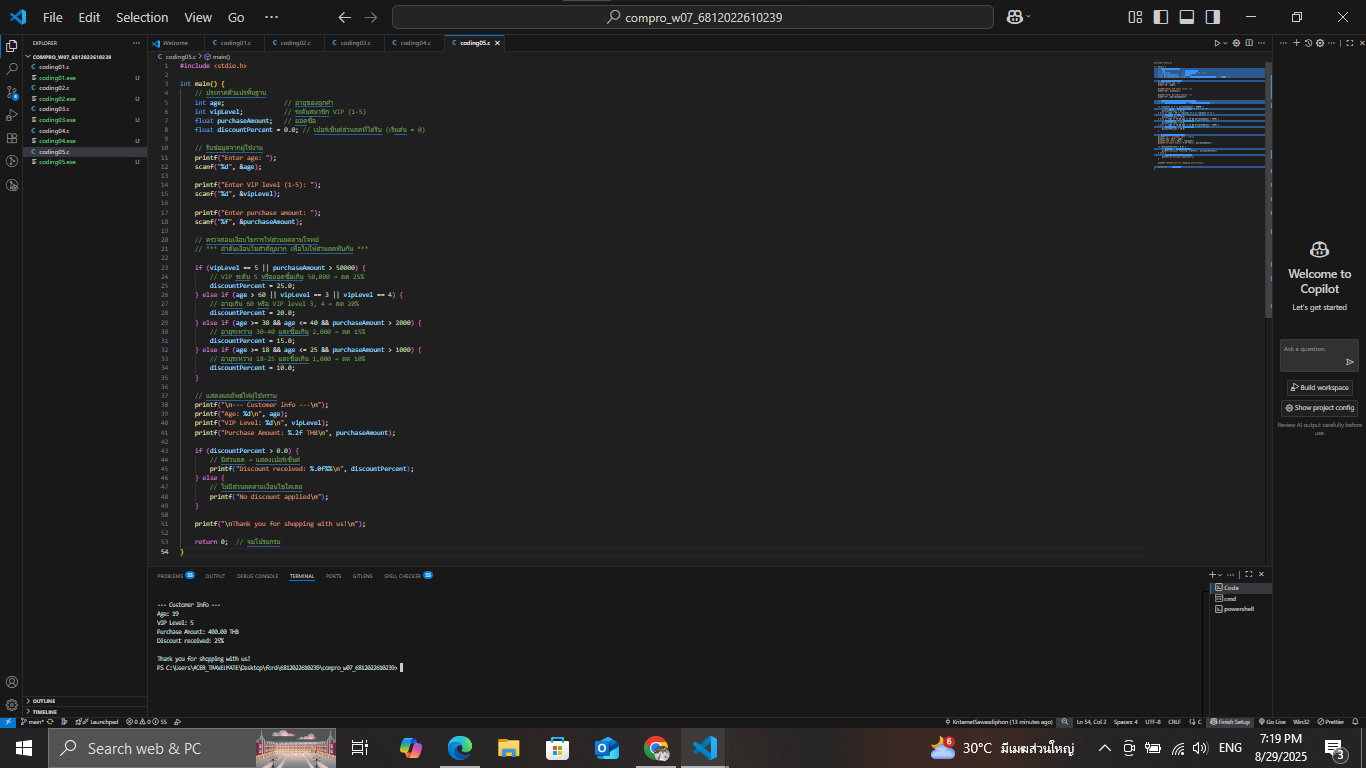 File Edit Selection View Go ···
compro_w07_6812022610239
EXPLORER
COMPRO_W07_6812022610239
coding01.c
coding01.exe U
coding02.c
coding02.exe U
coding03.c
coding03.exe U
coding04.c
coding04.exe U
coding05.c
coding05.exe U
OUTLINE
TIMELINE
Welcome coding01.c coding02.c coding03.c coding04.c coding05.c
coding05.c > main()
1 #include <stdio.h>
2
3 int main() {
4 // ประกาศตัวแปรพื้นฐาน
5 int age; // อายุของลูกค้า
6 int vipLevel; // ระดับสมาชิก VIP (1-5)
7 float purchaseAmount; // ยอดซื้อ
8 float discountPercent = 0.0; // เปอร์เซ็นต์ส่วนลดที่ได้รับ (เริ่มต้น = 0)
9
10 // รับข้อมูลจากผู้ใช้งาน
11 printf("Enter age: ");
12 scanf("%d", &age);
13
14 printf("Enter VIP level (1-5): ");
15 scanf("%d", &vipLevel);
16
17 printf("Enter purchase amount: ");
18 scanf("%f", &purchaseAmount);
19
20 // ตรวจสอบเงื่อนไขการให้ส่วนลดตามโจทย์
21 // *** ลำดับเงื่อนไขสำคัญมาก เพื่อไม่ให้ส่วนลดทับกัน ***
22
23 if (vipLevel == 5 || purchaseAmount > 50000) {
24 // VIP ระดับ 5 หรือยอดซื้อเกิน 50,000 → ลด 25%
25 discountPercent = 25.0;
26 } else if (age > 60 || vipLevel == 3 || vipLevel == 4) {
27 // อายุเกิน 60 หรือ VIP level 3, 4 → ลด 20%
28 discountPercent = 20.0;
29 } else if (age >= 30 && age <= 40 && purchaseAmount > 2000) {
30 // อายุระหว่าง 30-40 และซื้อเกิน 2,000 → ลด 15%
31 discountPercent = 15.0;
32 } else if (age >= 18 && age <= 25 && purchaseAmount > 1000) {
33 // อายุระหว่าง 18-25 และซื้อเกิน 1,000 → ลด 10%
34 discountPercent = 10.0;
35 }
36
37 // แสดงผลลัพธ์ให้ผู้ใช้ทราบ
38 printf("\n--- Customer Info ---\n");
39 printf("Age: %d\n", age);
40 printf("VIP Level: %d\n", vipLevel);
41 printf("Purchase Amount: %.2f THB\n", purchaseAmount);
42
43 if (discountPercent > 0.0) {
44 // มีส่วนลด → แสดงเปอร์เซ็นต์
45 printf("Discount received: %.0f%%\n", discountPercent);
46 } else {
47 // ไม่มีส่วนลดตามเงื่อนไขใดเลย
48 printf("No discount applied\n");
49 }
50
51 printf("\nThank you for shopping with us!\n");
52
53 return 0; // จบโปรแกรม
54 }
Welcome to
Copilot
Let's get started
Ask a question.
Build workspace
Show project config
Review AI output carefully before
use.
PROBLEMS 55 OUTPUT DEBUG CONSOLE TERMINAL PORTS GITLENS SPELL CHECKER 55
--- Customer Info ---
Age: 19
VIP Level: 5
Purchase Amount: 400.00 THB
Discount received: 25%
Thank you for shopping with us!
PS C:\Users\ACER_TRAVELMATE\Desktop\ford\6812022610239\compro_w07_6812022610239>
Code
cmd
powershell
main* Launchpad 0 0 55 KritametSawasdiphon (13 minutes ago) Ln 54, Col 2 Spaces: 4 UTF-8 CRLF C Finish Setup Go Live Win32 Prettier
Search web & PC
6 30°C มีเมฆส่วนใหญ่ ENG 7:19 PM
8/29/2025 3